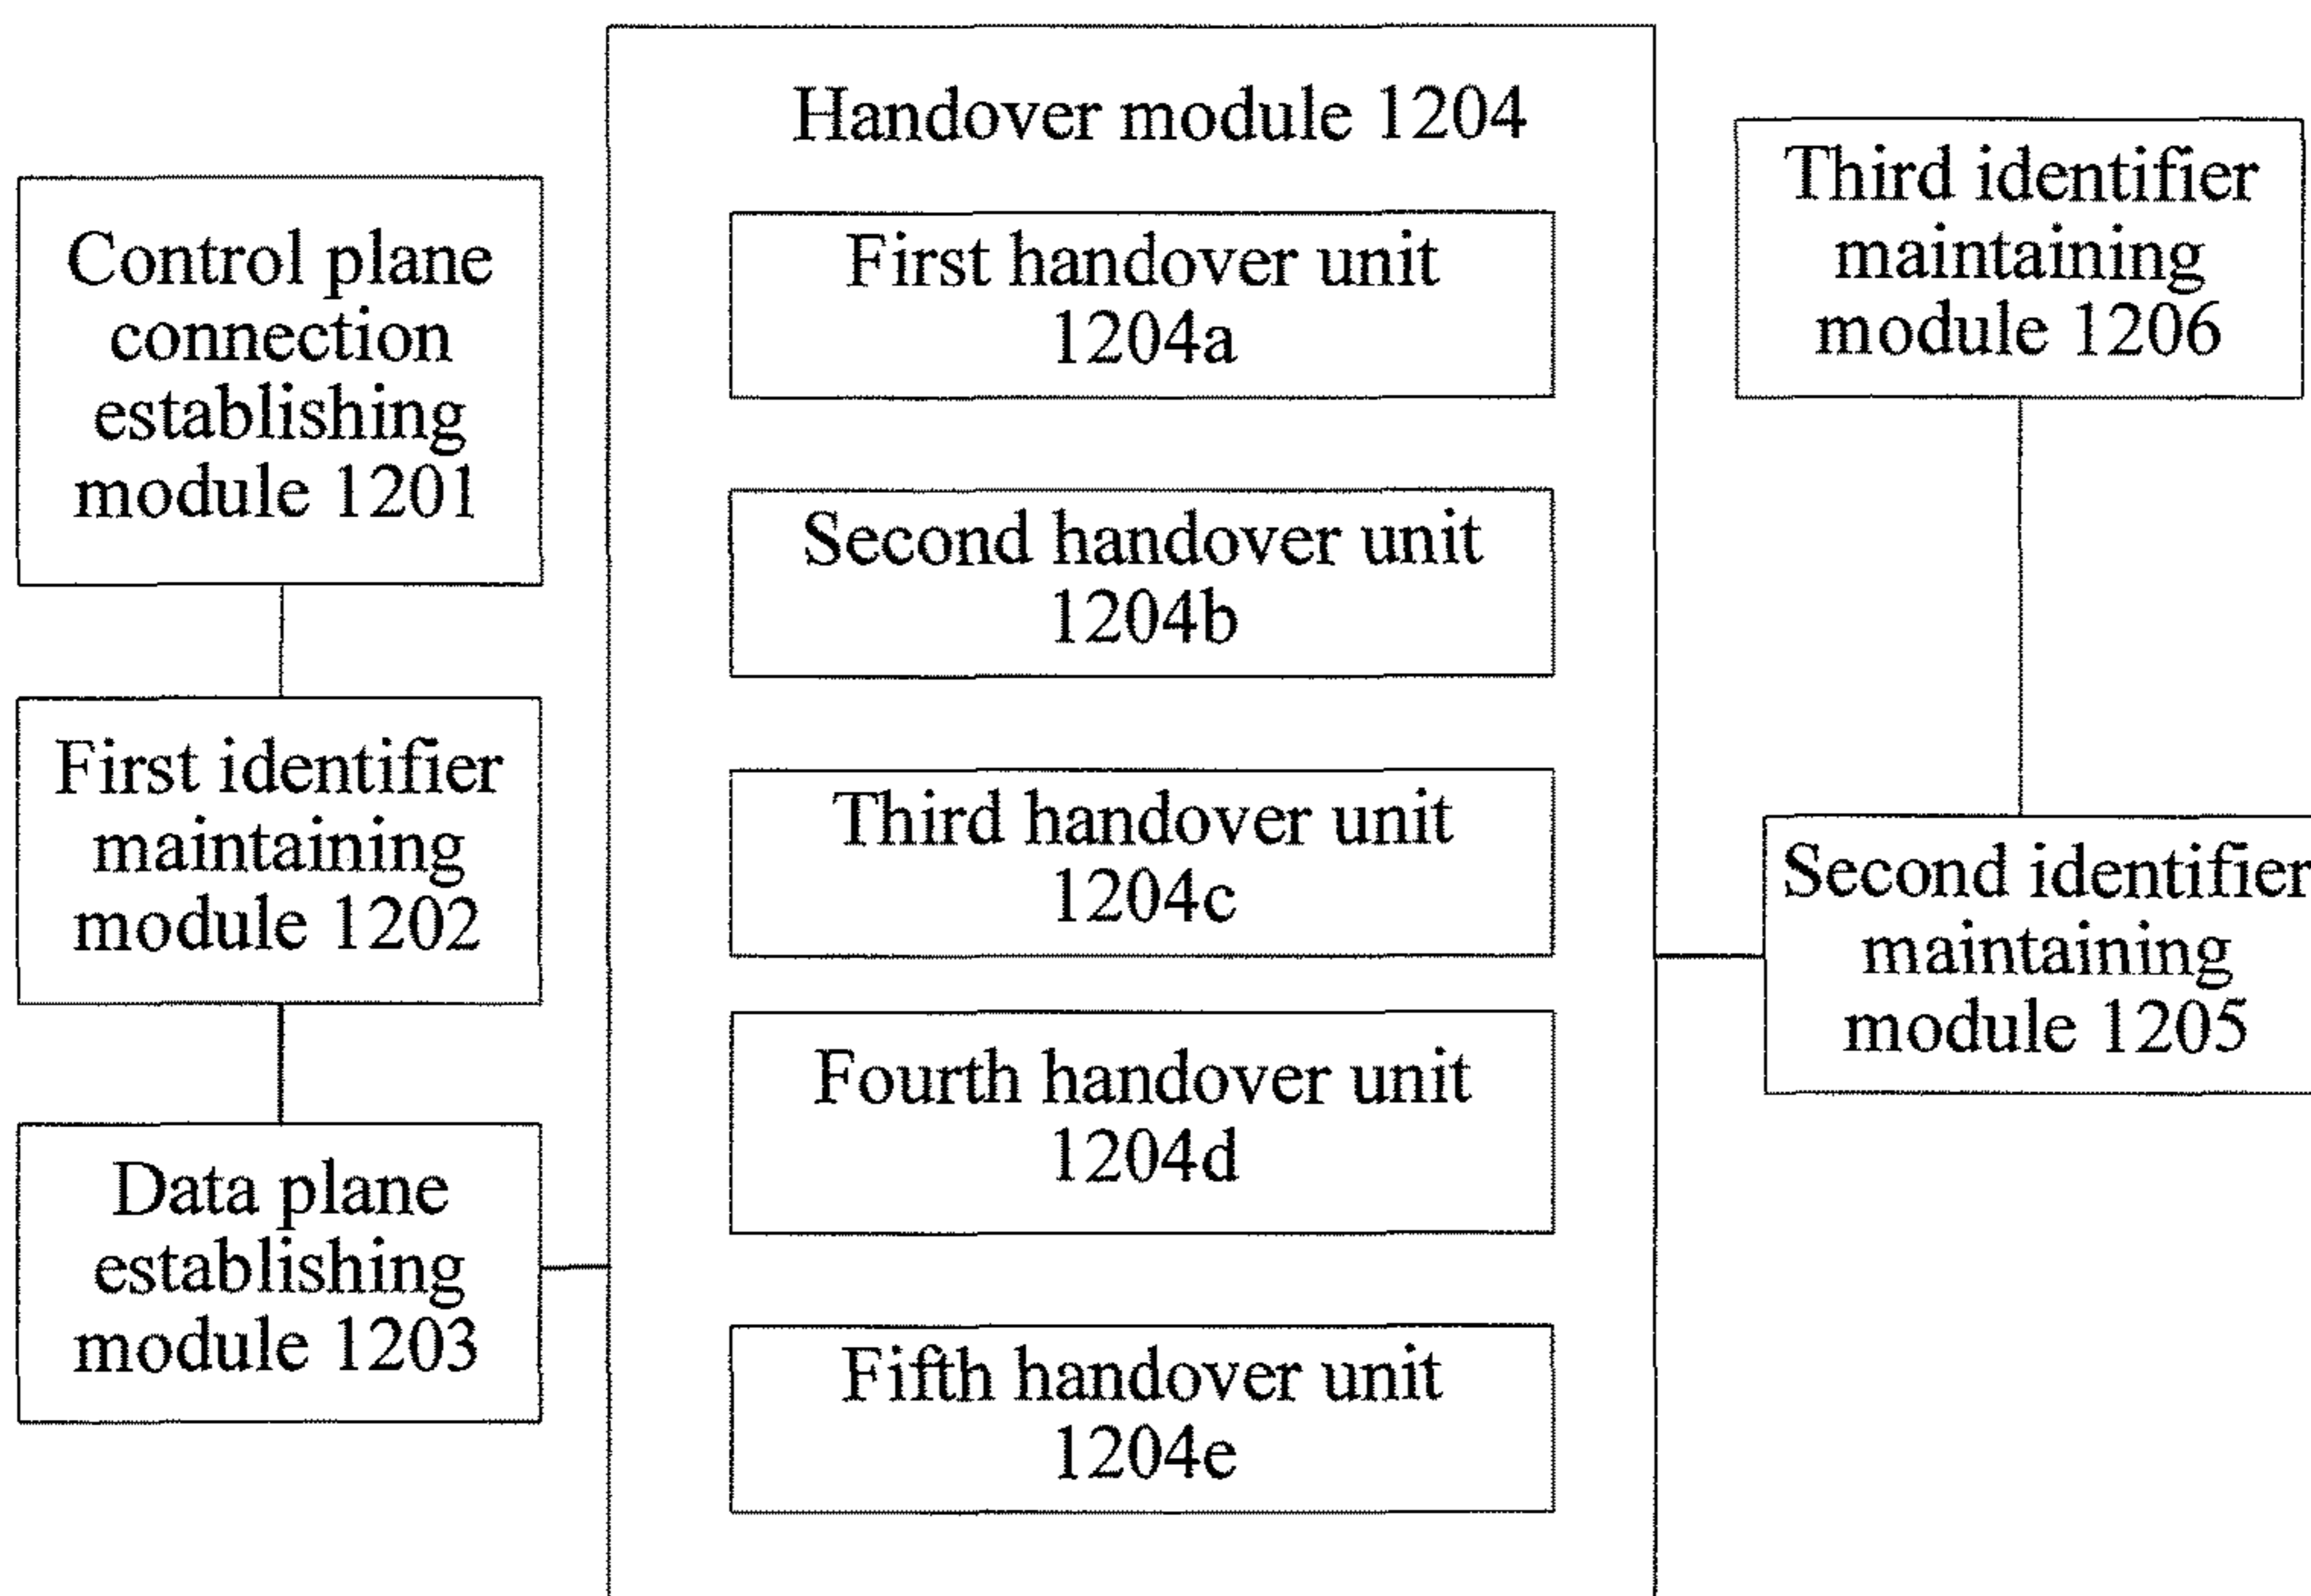 Control plane
connection
establishing
module 1201
First identifier
maintaining
module 1202
Data plane
establishing
module 1203
Handover module 1204
First handover unit
1204a
Second handover unit
1204b
Third handover unit
1204c
Fourth handover unit
1204d
Fifth handover unit
1204e
Third identifier
maintaining
module 1206
Second identifier
maintaining
module 1205